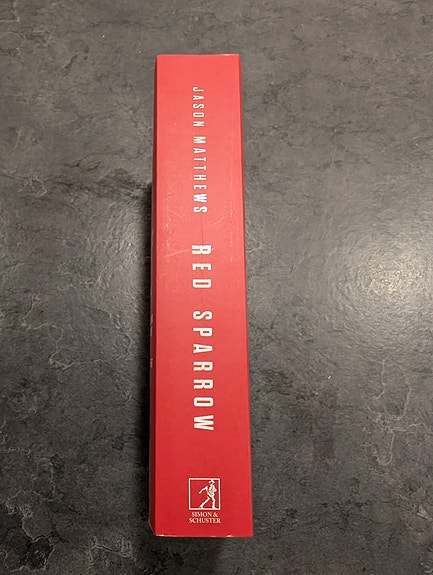 JASON MATTHEWS
RED SPARROW
SIMON &
SCHUSTER